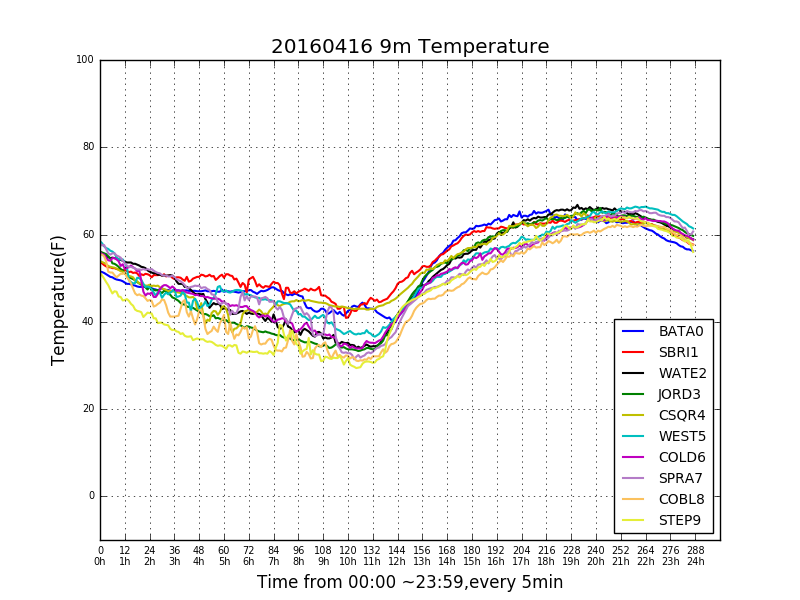 20160416 9m Temperature
100
80
60
40
20
0
Temperature(F)
BATA0
SBRI1
WATE2
JORD3
CSQR4
WEST5
COLD6
SPRA7
COBL8
STEP9
0 12 24 36 48 60 72 84 96 108 120 132 144 156 168 180 192 204 216 228 240 252 264 276 288
0h 1h 2h 3h 4h 5h 6h 7h 8h 9h 10h 11h 12h 13h 14h 15h 16h 17h 18h 19h 20h 21h 22h 23h 24h
Time from 00:00 ~23:59,every 5min